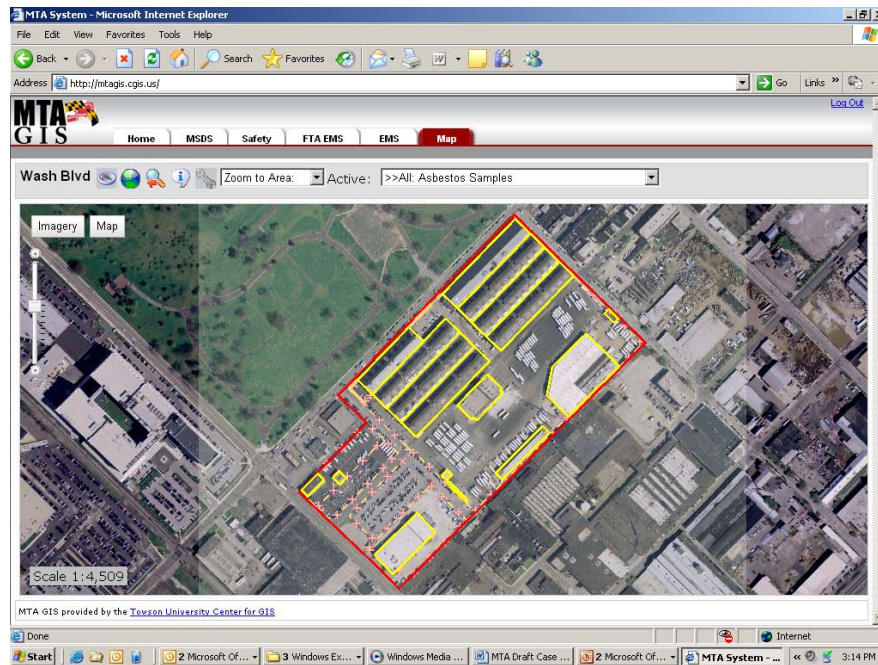 MTA System - Microsoft Internet Explorer
File Edit View Favorites Tools Help
Back Search Favorites
Address http://mtagis.cgis.us/ Go Links »
MTA
GIS
Log Out
Home MSDS Safety FTA EMS EMS Map
Wash Blvd Zoom to Area: Active: >>All: Asbestos Samples
Imagery Map
Scale 1:4,509
MTA GIS provided by the Towson University Center for GIS
Done Internet
Start 2 Microsoft Of... 3 Windows Ex... Windows Media ... MTA Draft Case ... 2 Microsoft Of... MTA System - ... « 3:14 PM